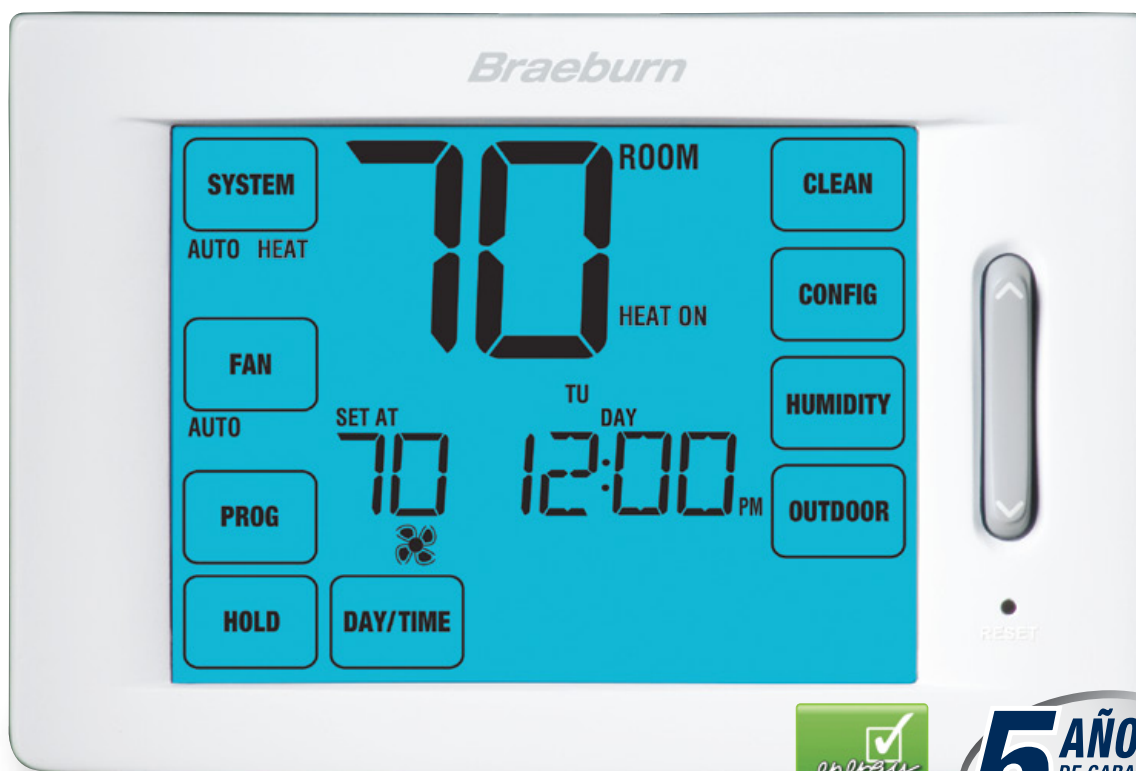 Braeburn
SYSTEM
AUTO HEAT
70 ROOM
HEAT ON
CLEAN
CONFIG
FAN
AUTO
SET AT
70
TU
DAY
12:00 PM
HUMIDITY
PROG
OUTDOOR
HOLD
DAY/TIME
RESET
5 AÑO